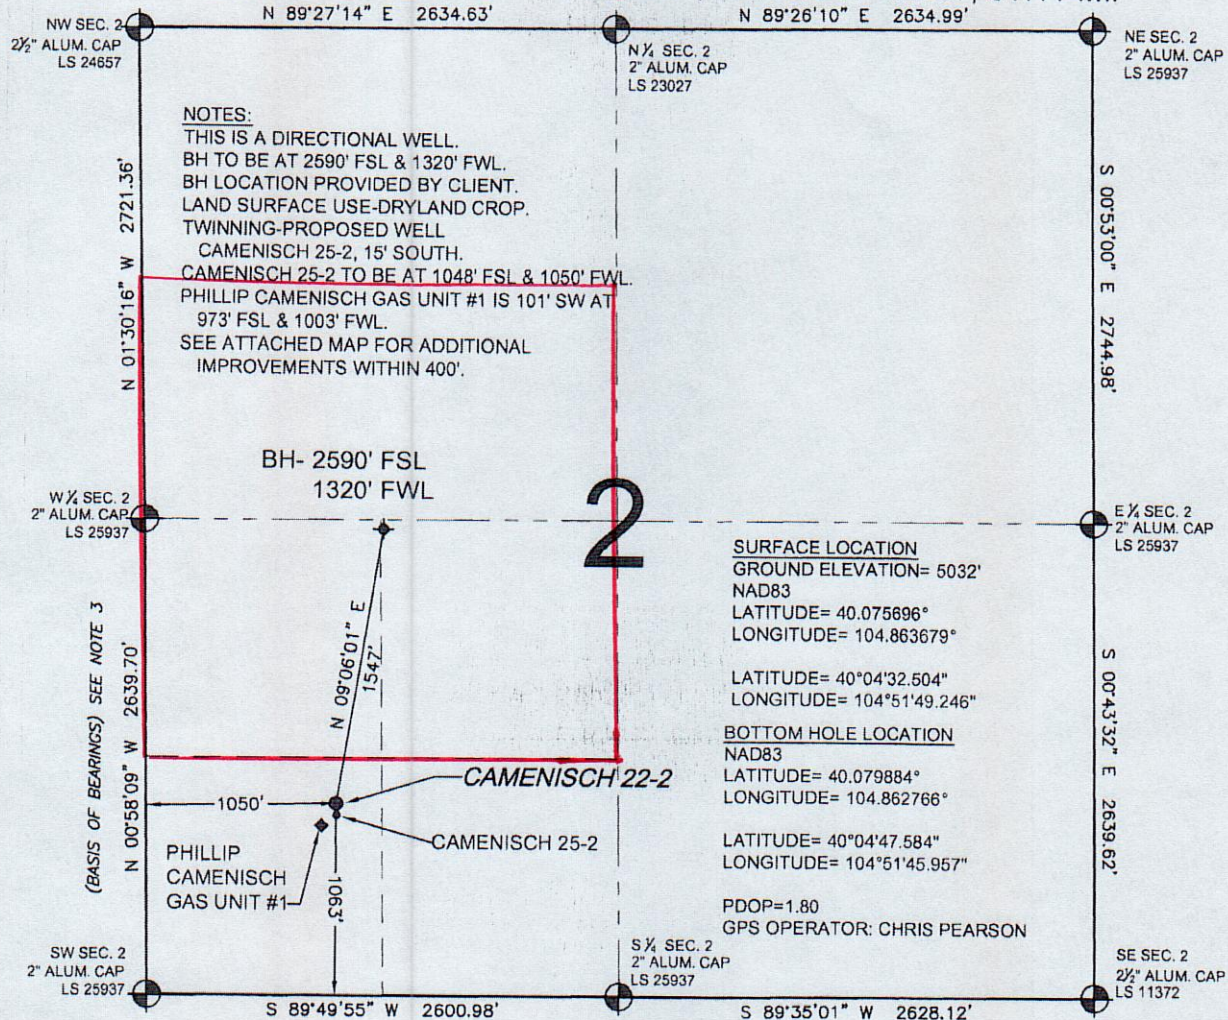 N 89°27'14" E 2634.63'
N 89°26'10" E 2634.99'
NW SEC. 2
2½" ALUM. CAP
LS 24657
N¼ SEC. 2
2" ALUM. CAP
LS 23027
NE SEC. 2
2" ALUM. CAP
LS 25937
NOTES:
THIS IS A DIRECTIONAL WELL.
BH TO BE AT 2590' FSL & 1320' FWL.
BH LOCATION PROVIDED BY CLIENT.
LAND SURFACE USE-DRYLAND CROP.
TWINNING-PROPOSED WELL
CAMENISCH 25-2, 15' SOUTH.
CAMENISCH 25-2 TO BE AT 1048' FSL & 1050' FWL.
PHILLIP CAMENISCH GAS UNIT #1 IS 101' SW AT
973' FSL & 1003' FWL.
SEE ATTACHED MAP FOR ADDITIONAL
IMPROVEMENTS WITHIN 400'.
N 01°30'16" W 2721.36'
S 00°53'00" E 2744.98'
BH- 2590' FSL
1320' FWL
W¼ SEC. 2
2" ALUM. CAP
LS 25937
2
E¼ SEC. 2
2" ALUM. CAP
LS 25937
SURFACE LOCATION
GROUND ELEVATION= 5032'
NAD83
LATITUDE= 40.075696°
LONGITUDE= 104.863679°
LATITUDE= 40°04'32.504"
LONGITUDE= 104°51'49.246"
BOTTOM HOLE LOCATION
NAD83
LATITUDE= 40.079884°
LONGITUDE= 104.862766°
LATITUDE= 40°04'47.584"
LONGITUDE= 104°51'45.957"
PDOP=1.80
GPS OPERATOR: CHRIS PEARSON
(BASIS OF BEARINGS) SEE NOTE 3
N 00°58'09" W 2639.70'
N 09°06'01" E
1547'
S 00°43'32" E 2639.62'
CAMENISCH 22-2
1050'
CAMENISCH 25-2
PHILLIP
CAMENISCH
GAS UNIT #1
1063'
SW SEC. 2
2" ALUM. CAP
LS 25937
S¼ SEC. 2
2" ALUM. CAP
LS 25937
SE SEC. 2
2½" ALUM. CAP
LS 11372
S 89°49'55" W 2600.98'
S 89°35'01" W 2628.12'